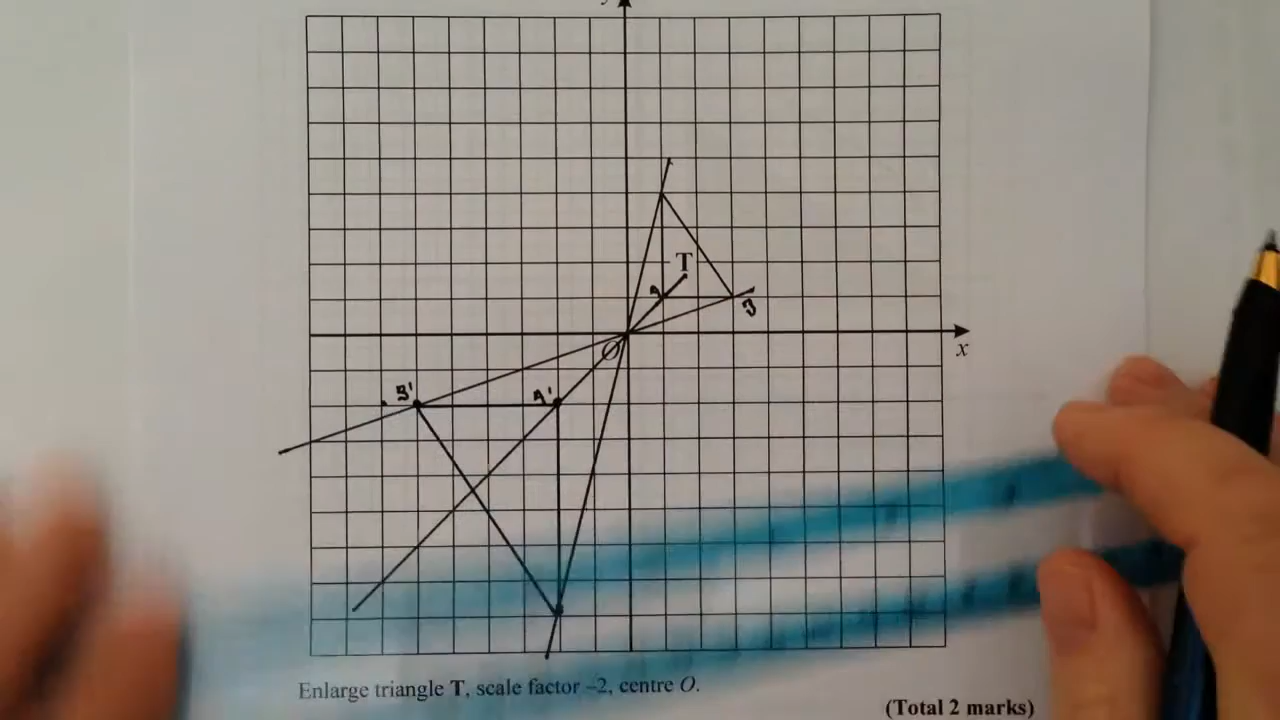 T
x
O
Enlarge triangle T, scale factor –2, centre O.
(Total 2 marks)